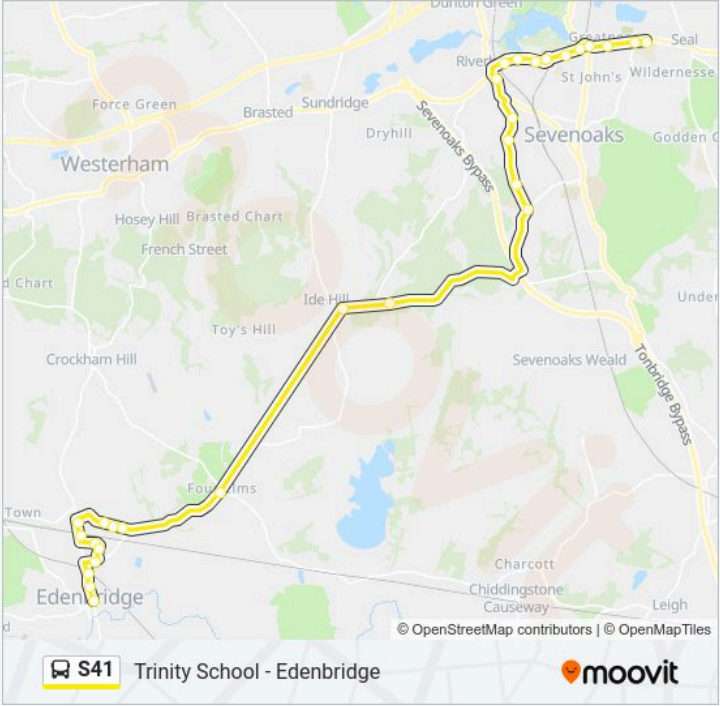 Dunton Green
Greatness
Seal
River
St John's
Wildernesse
Force Green
Sundridge
Brasted
Sevenoaks Bypass
Dryhill
Sevenoaks
Godden G
Westerham
Hosey Hill
Brasted Chart
French Street
d Chart
Ide Hill
Under
Toy's Hill
Crockham Hill
Sevenoaks Weald
Tonbridge Bypass
Four Elms
Town
Charcott
Chiddingstone
Causeway
Leigh
Edenbridge
d
© OpenStreetMap contributors | © OpenMapTiles
S41
Trinity School - Edenbridge
moovit